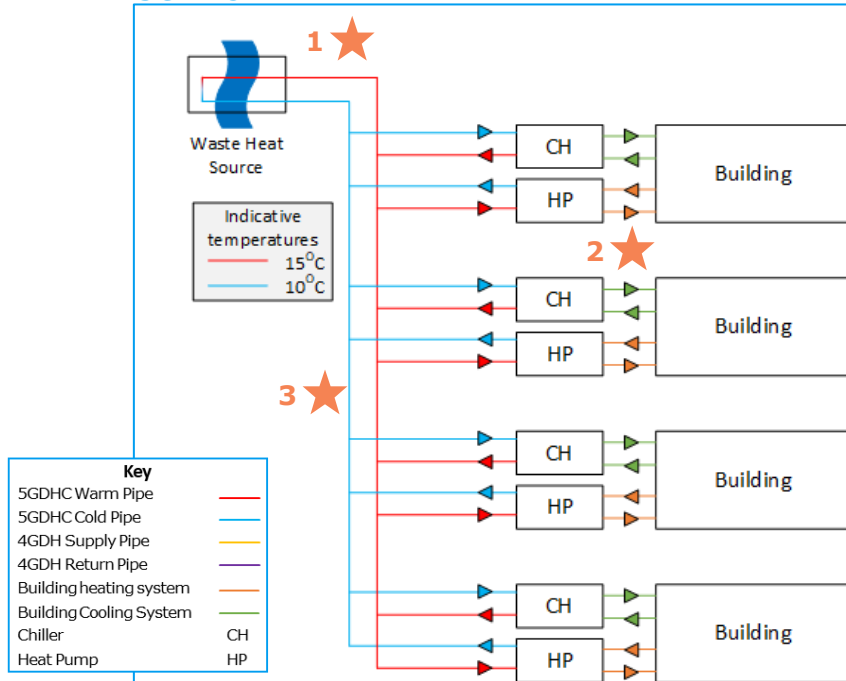 1
Waste Heat
Source
Indicative
temperatures
15°C
10°C
CH
HP
Building
2
CH
HP
Building
3
CH
HP
Building
CH
HP
Building
Key
5GDHC Warm Pipe
5GDHC Cold Pipe
4GDH Supply Pipe
4GDH Return Pipe
Building heating system
Building Cooling System
Chiller CH
Heat Pump HP